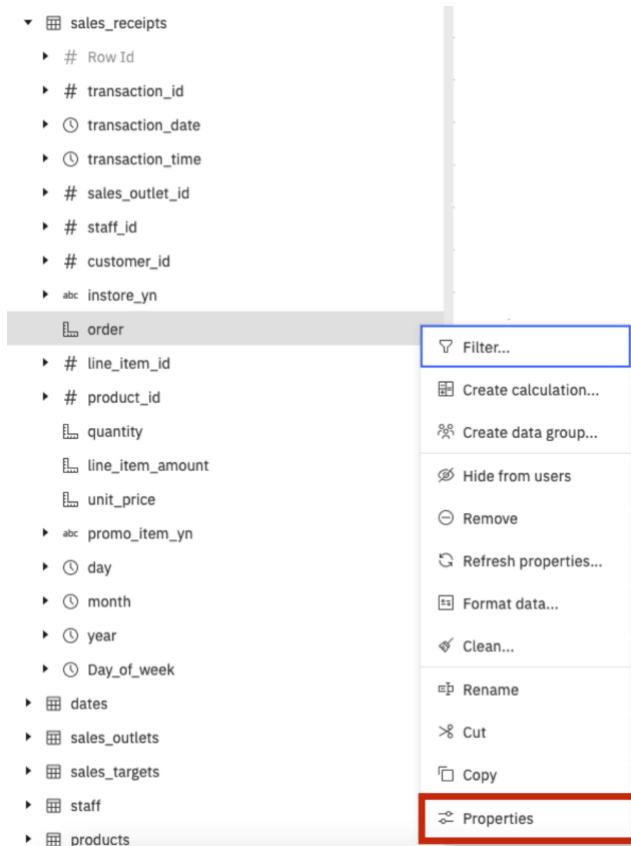 sales_receipts
# Row Id
# transaction_id
transaction_date
transaction_time
# sales_outlet_id
# staff_id
# customer_id
abc instore_yn
order
# line_item_id
# product_id
quantity
line_item_amount
unit_price
abc promo_item_yn
day
month
year
Day_of_week
dates
sales_outlets
sales_targets
staff
products
Filter...
Create calculation...
Create data group...
Hide from users
Remove
Refresh properties...
Format data...
Clean...
Rename
Cut
Copy
Properties